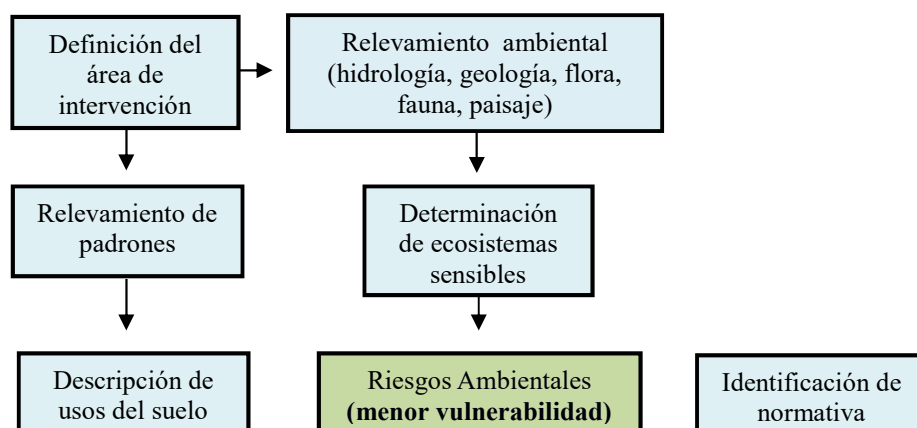 Definición del
área de
intervención
Relevamiento ambiental
(hidrología, geología, flora,
fauna, paisaje)
Relevamiento de
padrones
Determinación
de ecosistemas
sensibles
Descripción de
usos del suelo
Riesgos Ambientales
(menor vulnerabilidad)
Identificación de
normativa